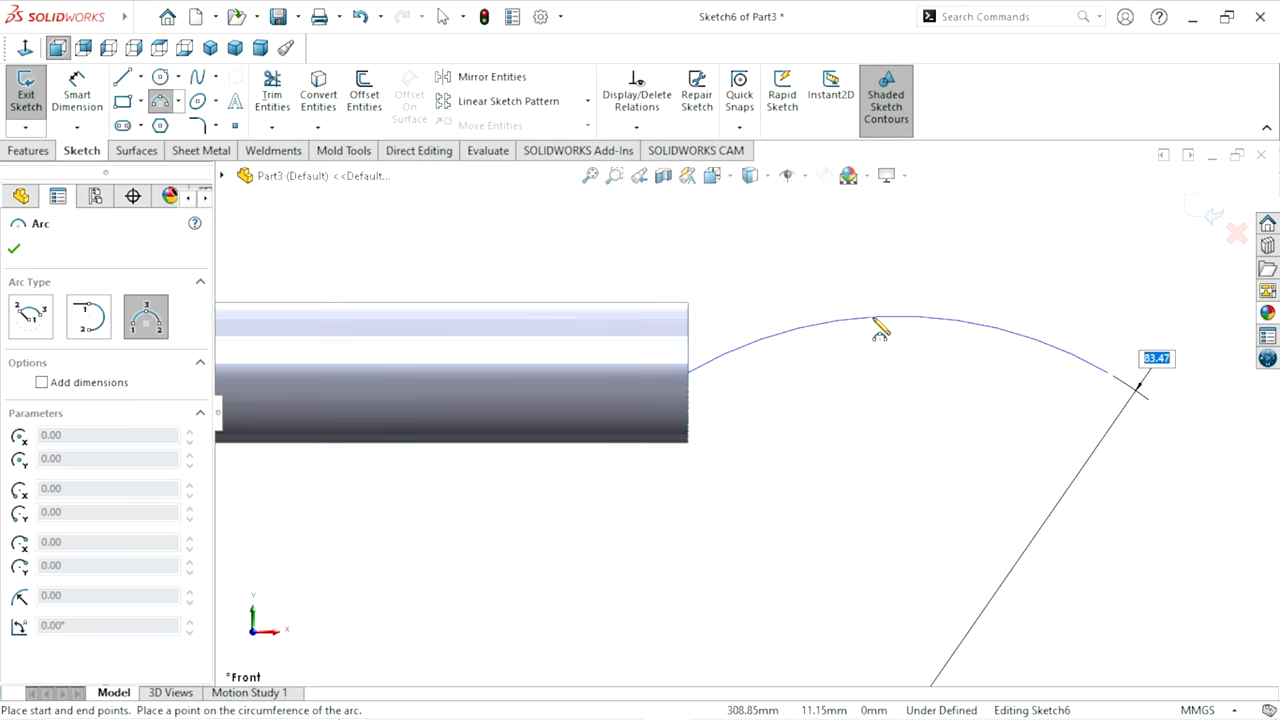 SOLIDWORKS
Sketch6 of Part3 *
Search Commands
Exit Sketch
Smart Dimension
Trim Entities
Convert Entities
Offset Entities
Offset On Surface
Mirror Entities
Linear Sketch Pattern
Move Entities
Display/Delete Relations
Repair Sketch
Quick Snaps
Rapid Sketch
Instant2D
Shaded Sketch Contours
Features Sketch Surfaces Sheet Metal Weldments Mold Tools Direct Editing Evaluate SOLIDWORKS Add-Ins SOLIDWORKS CAM
Part3 (Default) <<Default...
Arc
Arc Type
Options
Add dimensions
Parameters
0.00
0.00
0.00
0.00
0.00
0.00
0.00
0.00°
83.47
Y
X
*Front
Model 3D Views Motion Study 1
Place start and end points. Place a point on the circumference of the arc.
308.85mm 11.15mm 0mm Under Defined Editing Sketch6 MMGS